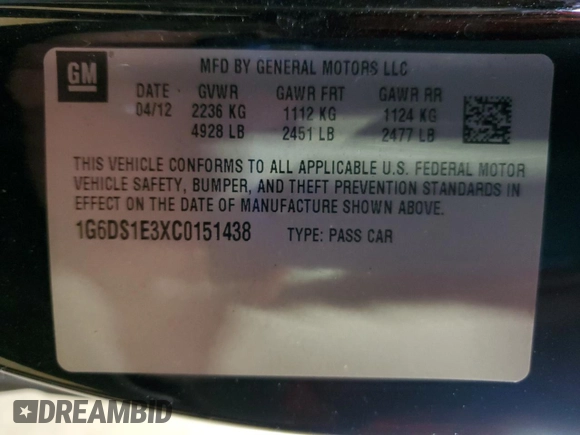 GM
MFD BY GENERAL MOTORS LLC
DATE GVWR GAWR FRT GAWR RR
04/12 2236 KG 1112 KG 1124 KG
4928 LB 2451 LB 2477 LB
THIS VEHICLE CONFORMS TO ALL APPLICABLE U.S. FEDERAL MOTOR
VEHICLE SAFETY, BUMPER, AND THEFT PREVENTION STANDARDS IN
EFFECT ON THE DATE OF MANUFACTURE SHOWN ABOVE.
1G6DS1E3XC0151438 TYPE: PASS CAR
DREAMBID